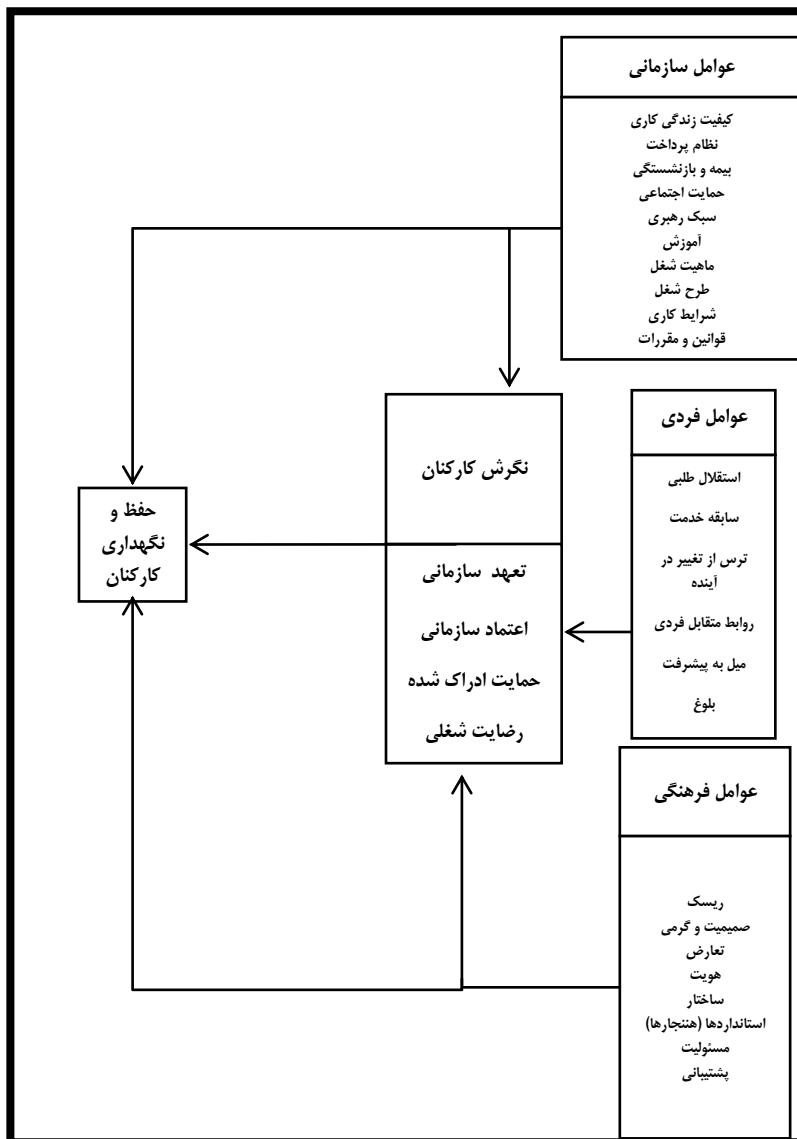 عوامل سازمانی
کیفیت زندگی کاری
نظام پرداخت
بیمه و بازنشستگی
حمایت اجتماعی
سبک رهبری
آموزش
ماهیت شغل
طرح شغل
شرایط کاری
قوانین و مقررات
عوامل فردی
استقلال طلبی
سابقه خدمت
ترس از تغییر در
آینده
روابط متقابل فردی
میل به پیشرفت
بلوغ
عوامل فرهنگی
ریسک
صمیمیت و گرمی
تعارض
هویت
ساختار
استانداردها (هننجارها)
مسئولیت
پشتیبانی
نگرش کارکنان
تعهد سازمانی
اعتماد سازمانی
حمایت ادراک شده
رضایت شغلی
حفظ و
نگهداری
کارکنان